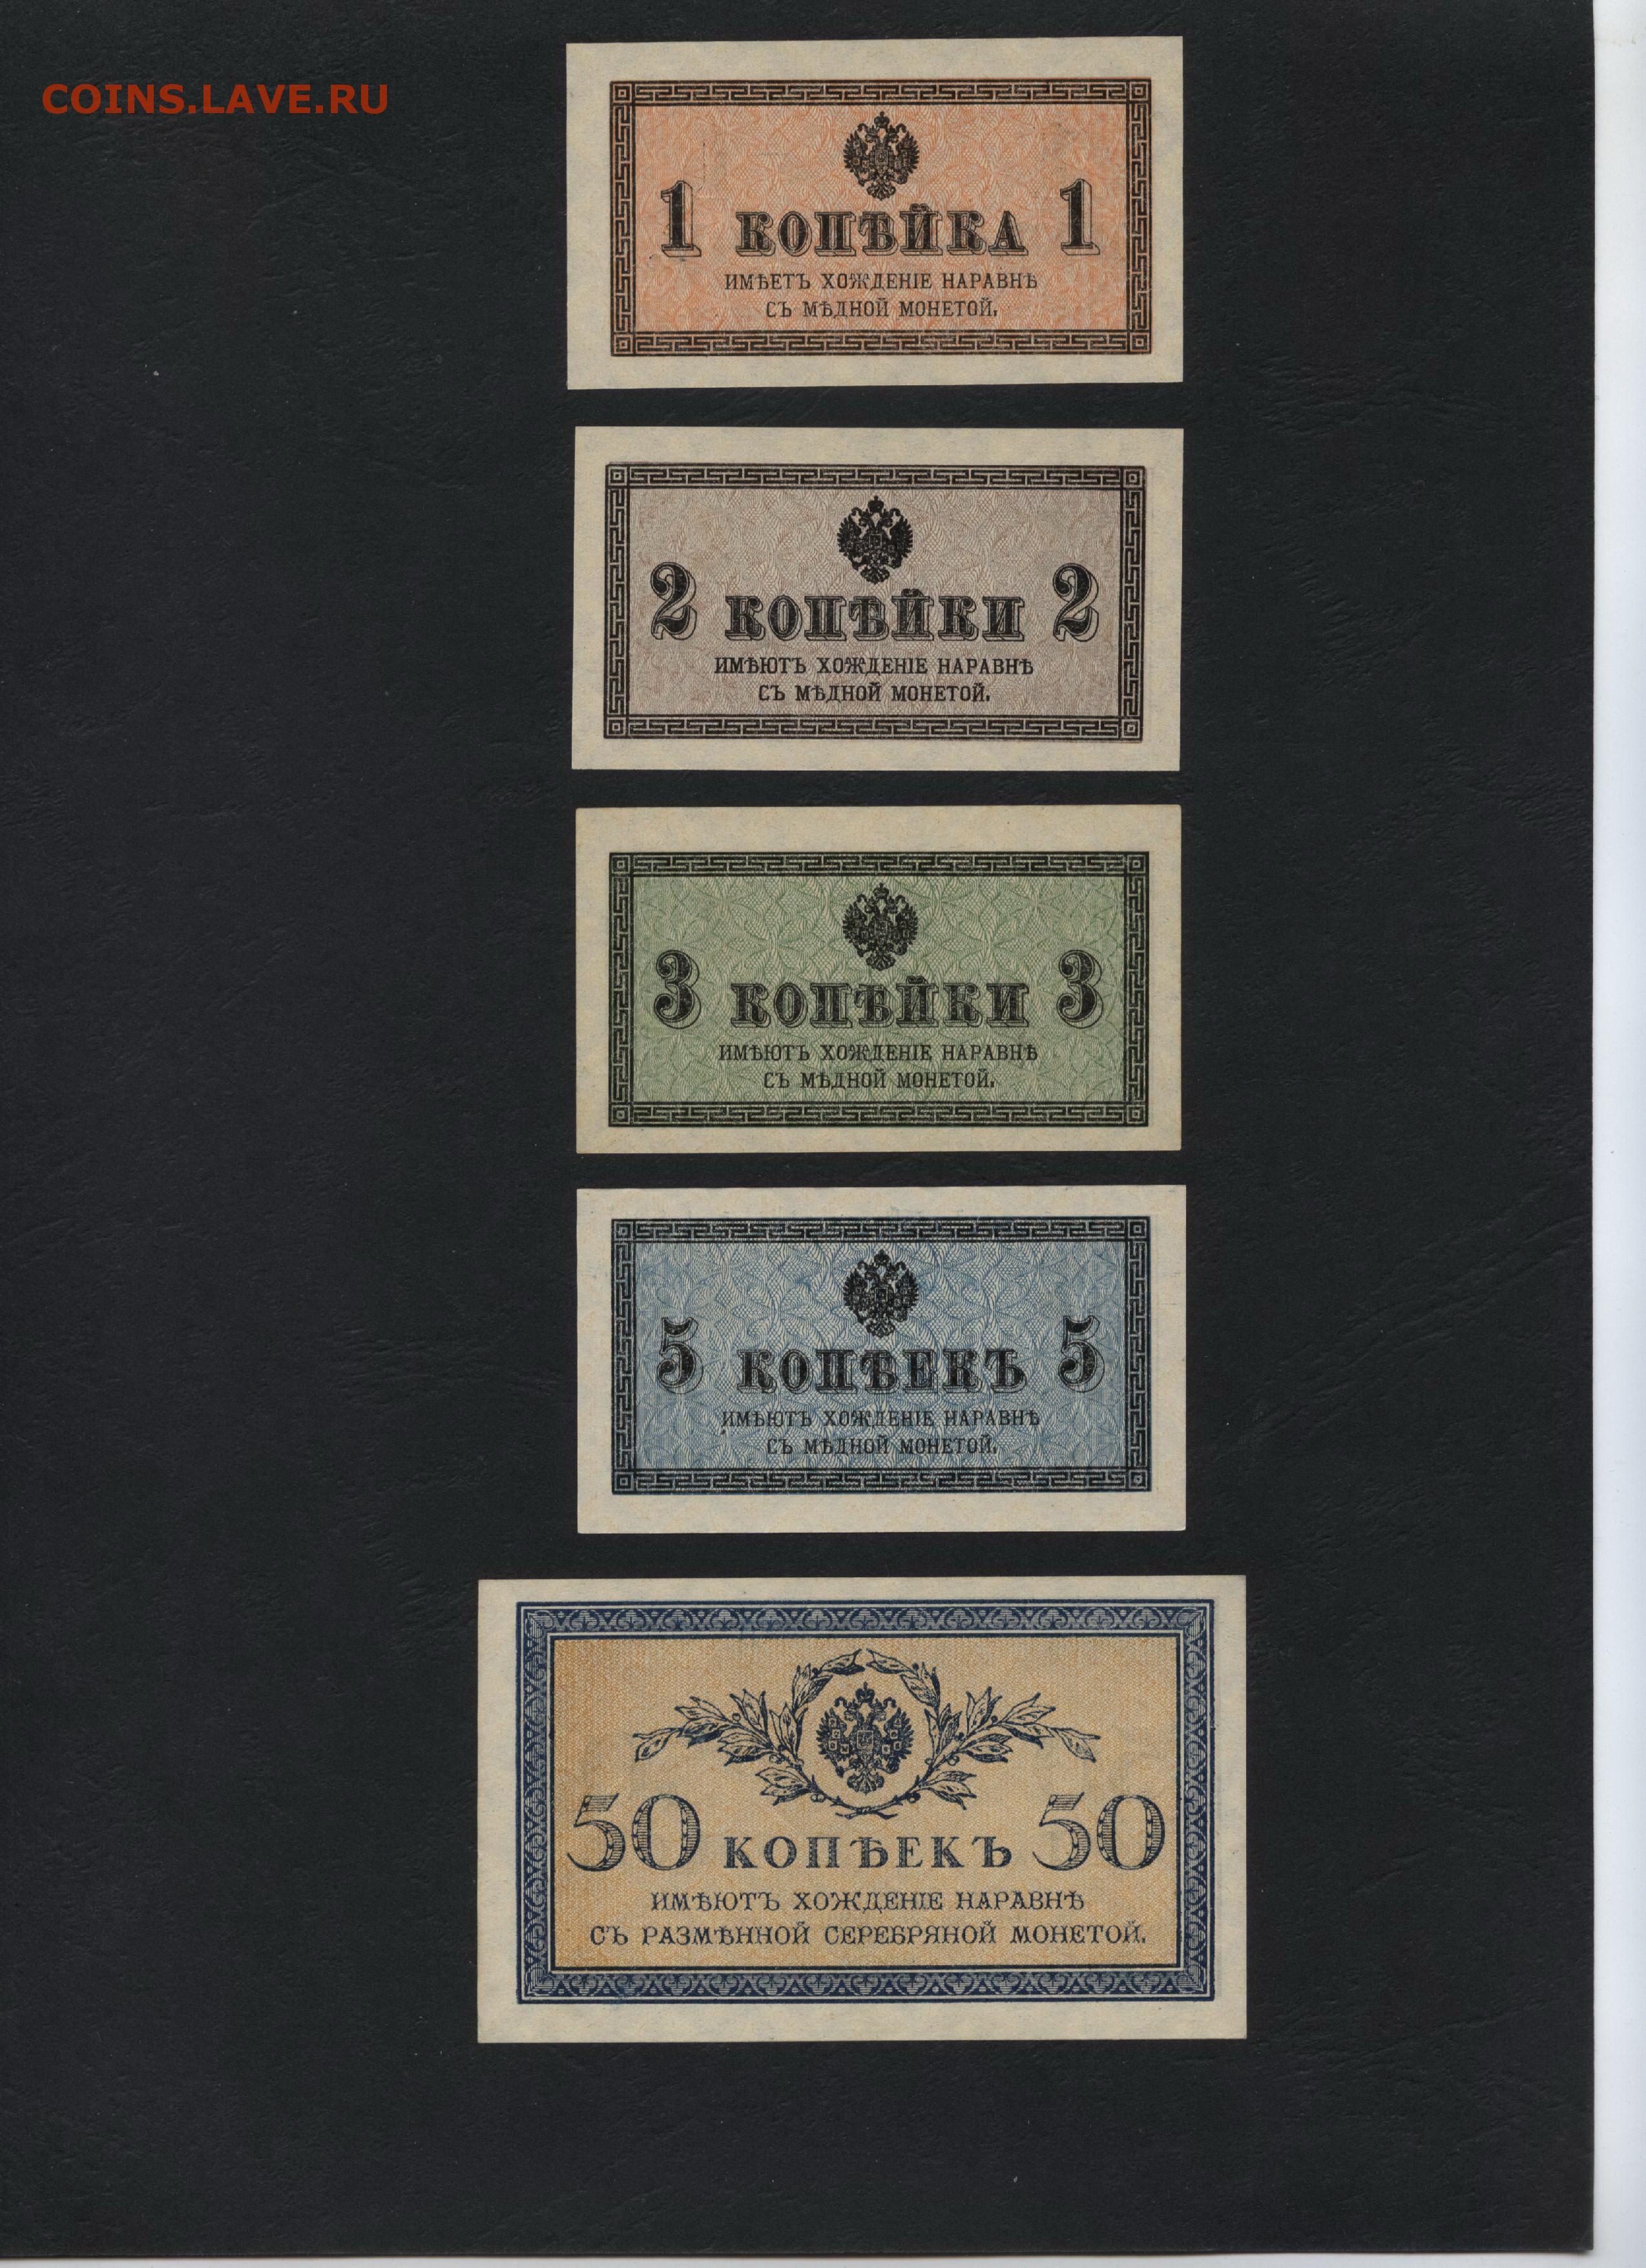 COINS.LAVE.RU
1 КОПѢЙКА 1
ИМѢЕТЪ ХОЖДЕНІЕ НАРАВНѢ
СЪ МѢДНОЙ МОНЕТОЙ.
2 КОПѢЙКИ 2
ИМѢЮТЪ ХОЖДЕНІЕ НАРАВНѢ
СЪ МѢДНОЙ МОНЕТОЙ.
3 КОПѢЙКИ 3
ИМѢЮТЪ ХОЖДЕНІЕ НАРАВНѢ
СЪ МѢДНОЙ МОНЕТОЙ.
5 КОПѢЕКЪ 5
ИМѢЮТЪ ХОЖДЕНІЕ НАРАВНѢ
СЪ МѢДНОЙ МОНЕТОЙ.
50 КОПѢЕКЪ 50
ИМѢЮТЪ ХОЖДЕНІЕ НАРАВНѢ
СЪ РАЗМѢННОЙ СЕРЕБРЯНОЙ МОНЕТОЙ.